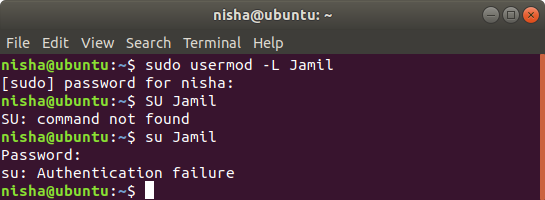 nisha@ubuntu: ~
File Edit View Search Terminal Help
nisha@ubuntu:~$ sudo usermod -L Jamil
[sudo] password for nisha:
nisha@ubuntu:~$ SU Jamil
SU: command not found
nisha@ubuntu:~$ su Jamil
Password:
su: Authentication failure
nisha@ubuntu:~$